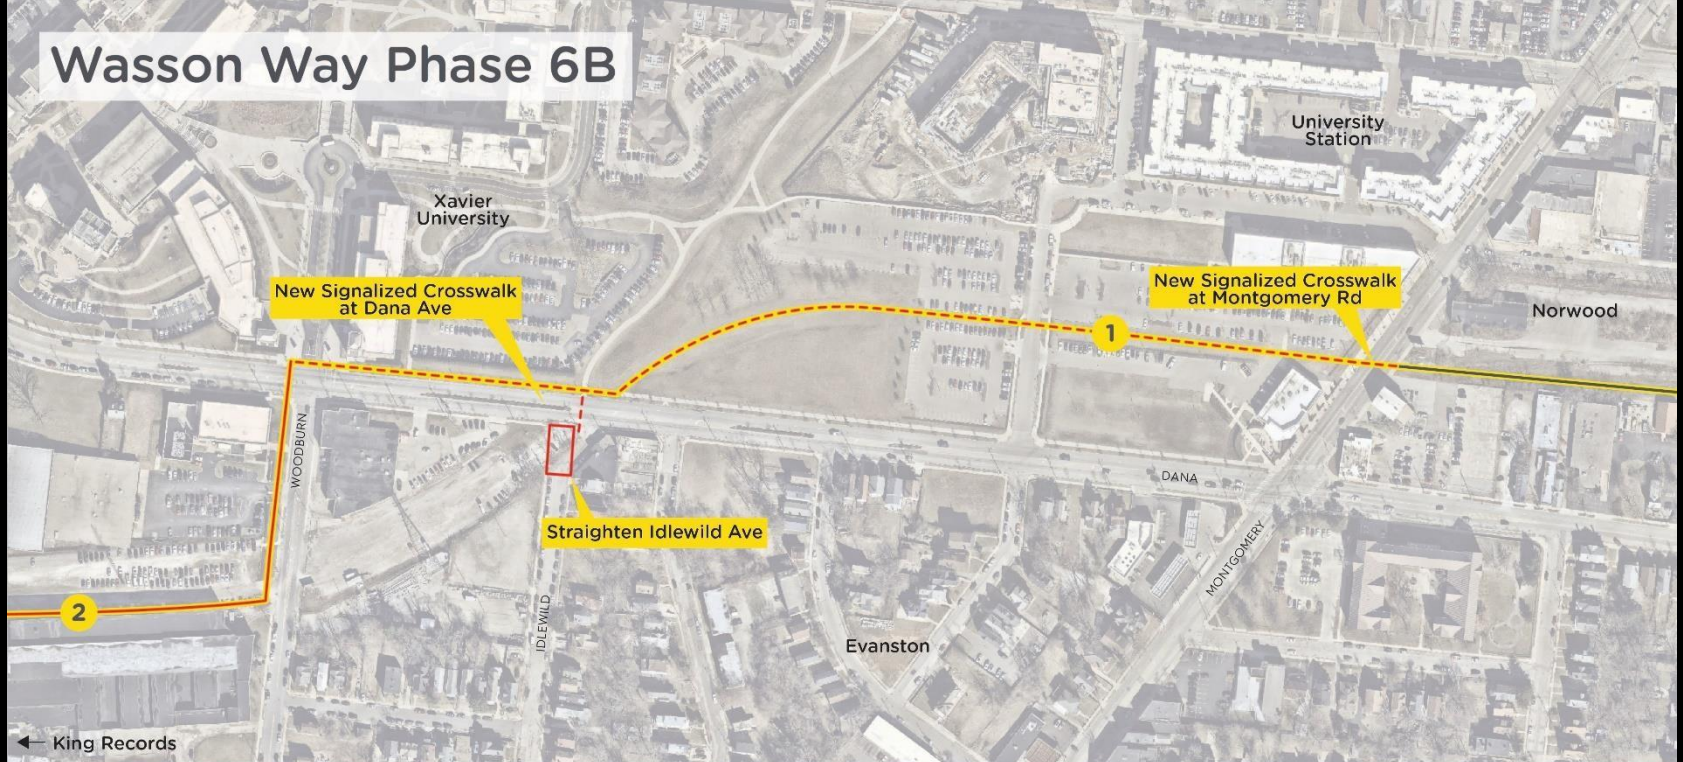 Wasson Way Phase 6B
University
Station
Xavier
University
New Signalized Crosswalk
at Dana Ave
New Signalized Crosswalk
at Montgomery Rd
Norwood
1
WOODBURN
DANA
Straighten Idlewild Ave
MONTGOMERY
2
IDLEWILD
Evanston
King Records